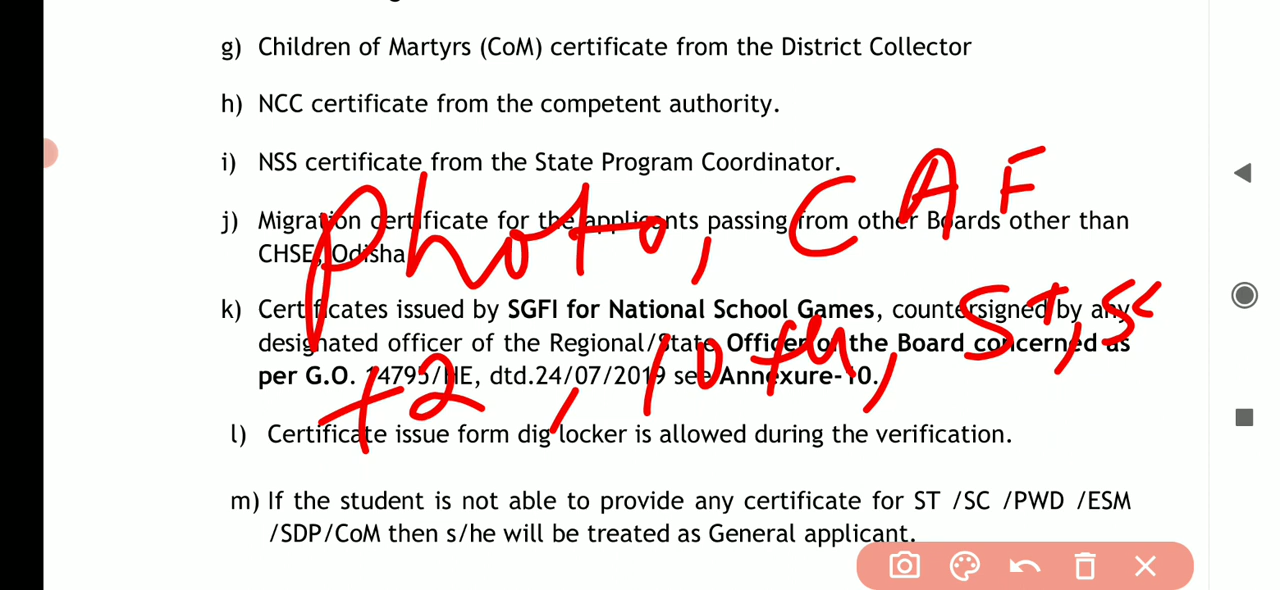 g) Children of Martyrs (CoM) certificate from the District Collector
h) NCC certificate from the competent authority.
i) NSS certificate from the State Program Coordinator.
j) Migration certificate for the applicants passing from other Boards other than
CHSE, Odisha
Photo, CAF
k) Certificates issued by SGFI for National School Games, countersigned by any
designated officer of the Regional/State Officer of the Board concerned as
per G.O. 14795/HE, dtd.24/07/2019 see Annexure-10.
+2, 10th, ST, SC
l) Certificate issue form dig locker is allowed during the verification.
m) If the student is not able to provide any certificate for ST /SC /PWD /ESM
/SDP/CoM then s/he will be treated as General applicant.